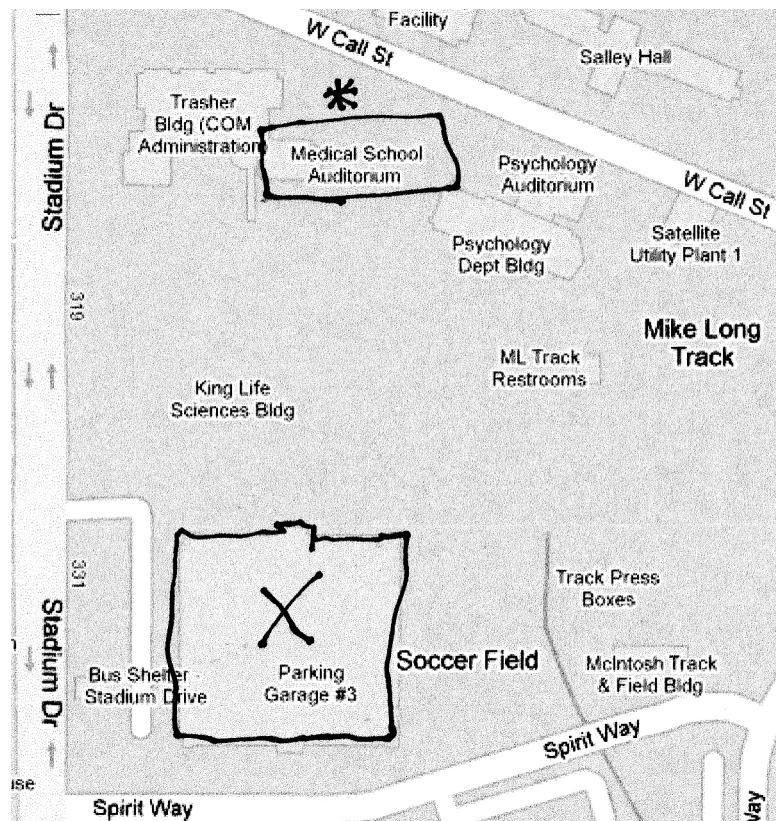 Facility
W Call St
Salley Hall
Trasher
Bldg (COM
Administration)
Medical School
Auditorium
Psychology
Auditorium
W Call St
Stadium Dr
Psychology
Dept Bldg
Satellite
Utility Plant 1
319
Mike Long
Track
ML Track
Restrooms
King Life
Sciences Bldg
331
Track Press
Boxes
Stadium Dr
Bus Shelter -
Stadium Drive
Parking
Garage #3
Soccer Field
McIntosh Track
& Field Bldg
Spirit Way
Spirit Way
Way